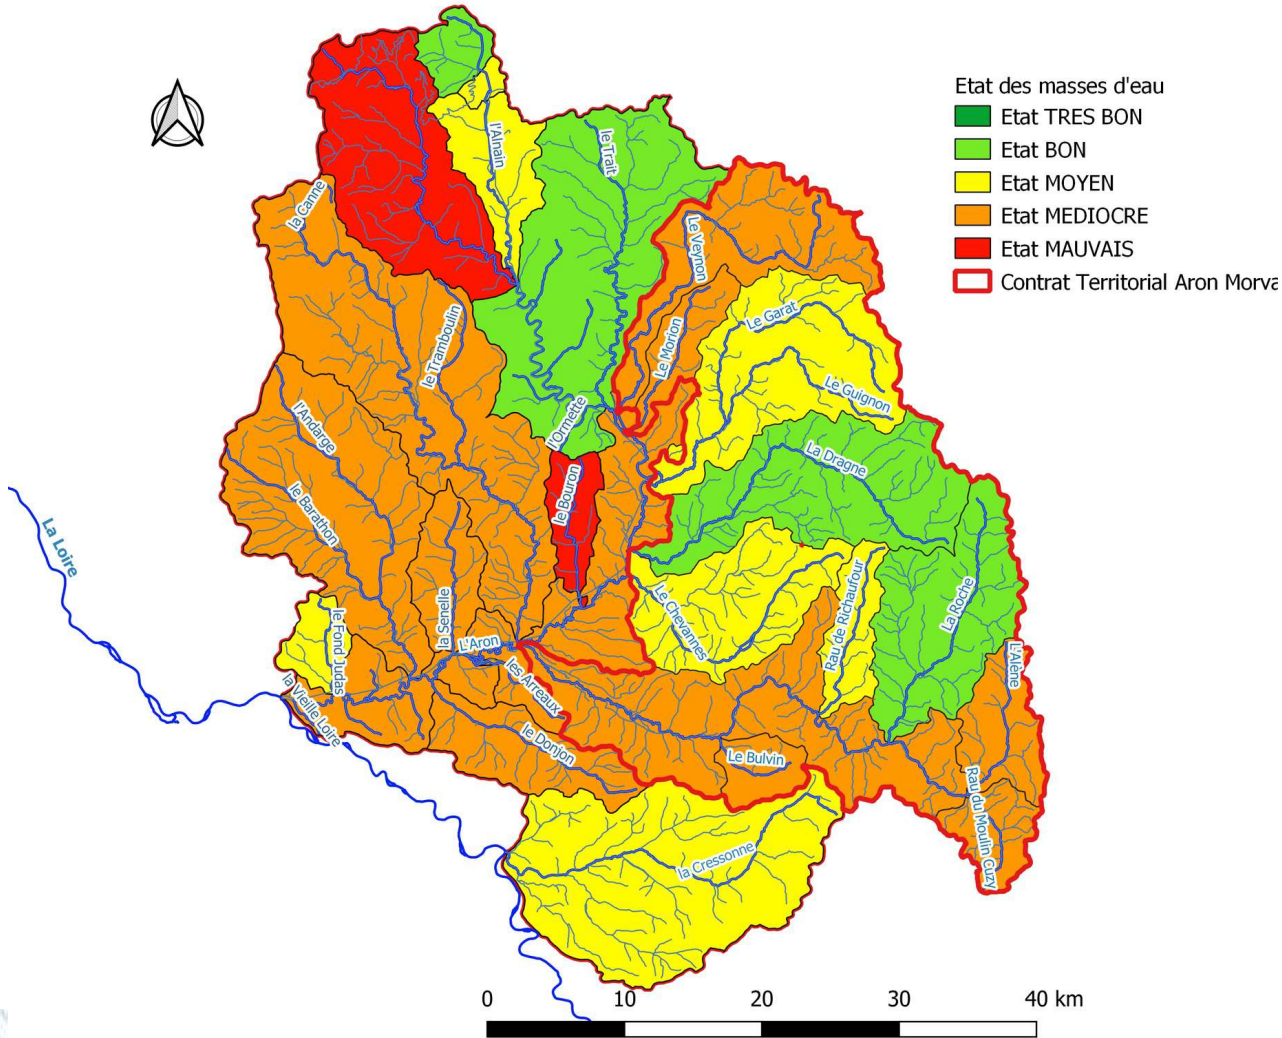 Etat des masses d'eau
Etat TRES BON
Etat BON
Etat MOYEN
Etat MEDIOCRE
Etat MAUVAIS
Contrat Territorial Aron Morva
l'Alnain
le Trait
la Canne
Le Veynon
le Tramboulin
Le Morion
Le Garat
Le Guignon
l'Andarge
l'Ormette
La Dragne
le Barathon
le Bouron
La Loire
la Senelle
le Fond Judas
L'Aron
Le Chevannes
Rau de Richaufour
La Roche
L'Alène
les Arreaux
la Vieille Loire
le Donjon
Le Bulvin
Rau du Moulin Cuzy
la Cressonne
0 10 20 30 40 km